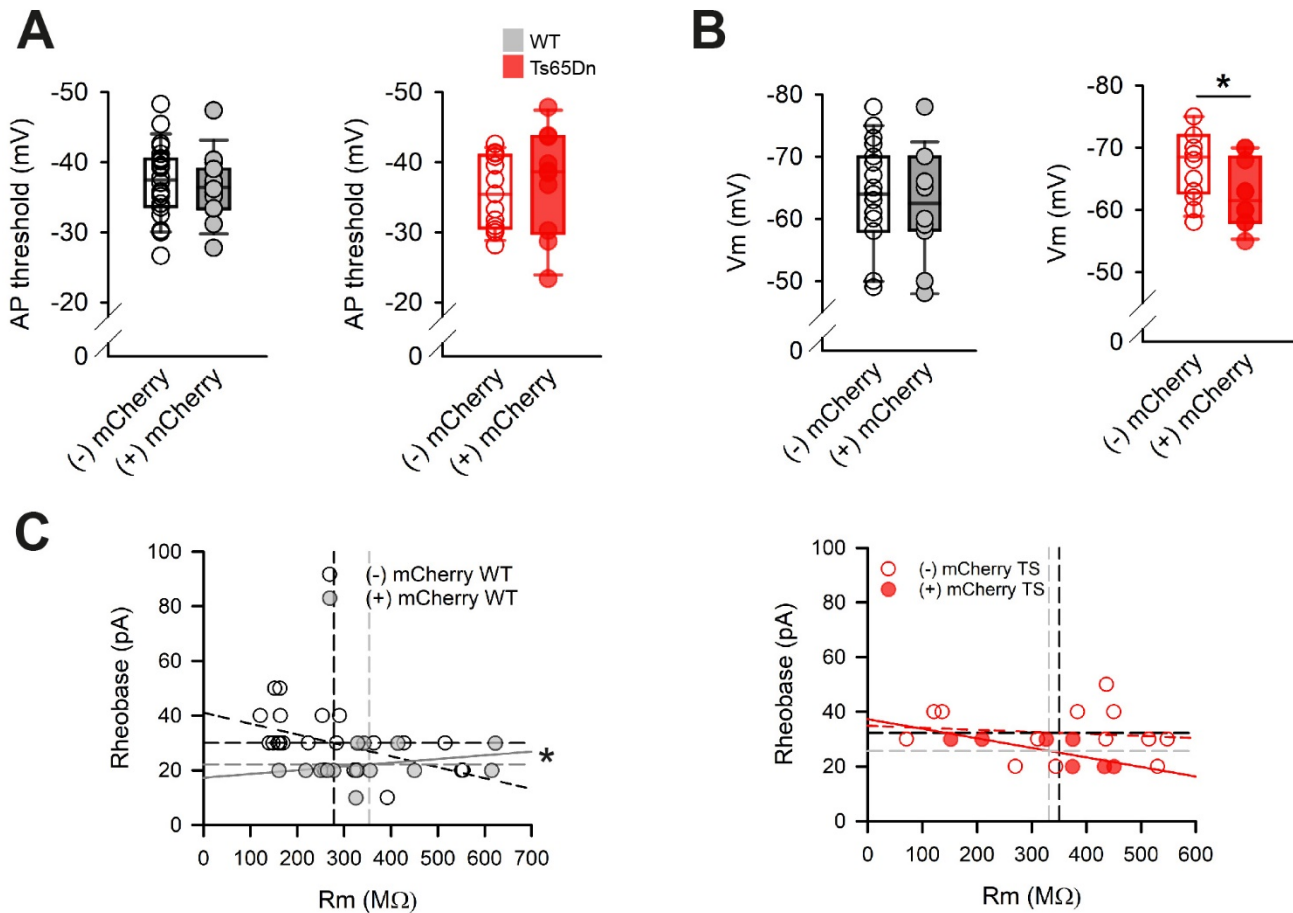 A
WT
Ts65Dn
AP threshold (mV)
-50
-40
-30
-20
0
(-) mCherry
(+) mCherry
AP threshold (mV)
-50
-40
-30
-20
0
(-) mCherry
(+) mCherry
B
Vm (mV)
-80
-70
-60
-50
0
(-) mCherry
(+) mCherry
*
Vm (mV)
-80
-70
-60
-50
0
(-) mCherry
(+) mCherry
C
Rheobase (pA)
100
80
60
40
20
0
(-) mCherry WT
(+) mCherry WT
*
0 100 200 300 400 500 600 700
Rm (MΩ)
Rheobase (pA)
100
80
60
40
20
0
(-) mCherry TS
(+) mCherry TS
0 100 200 300 400 500 600
Rm (MΩ)